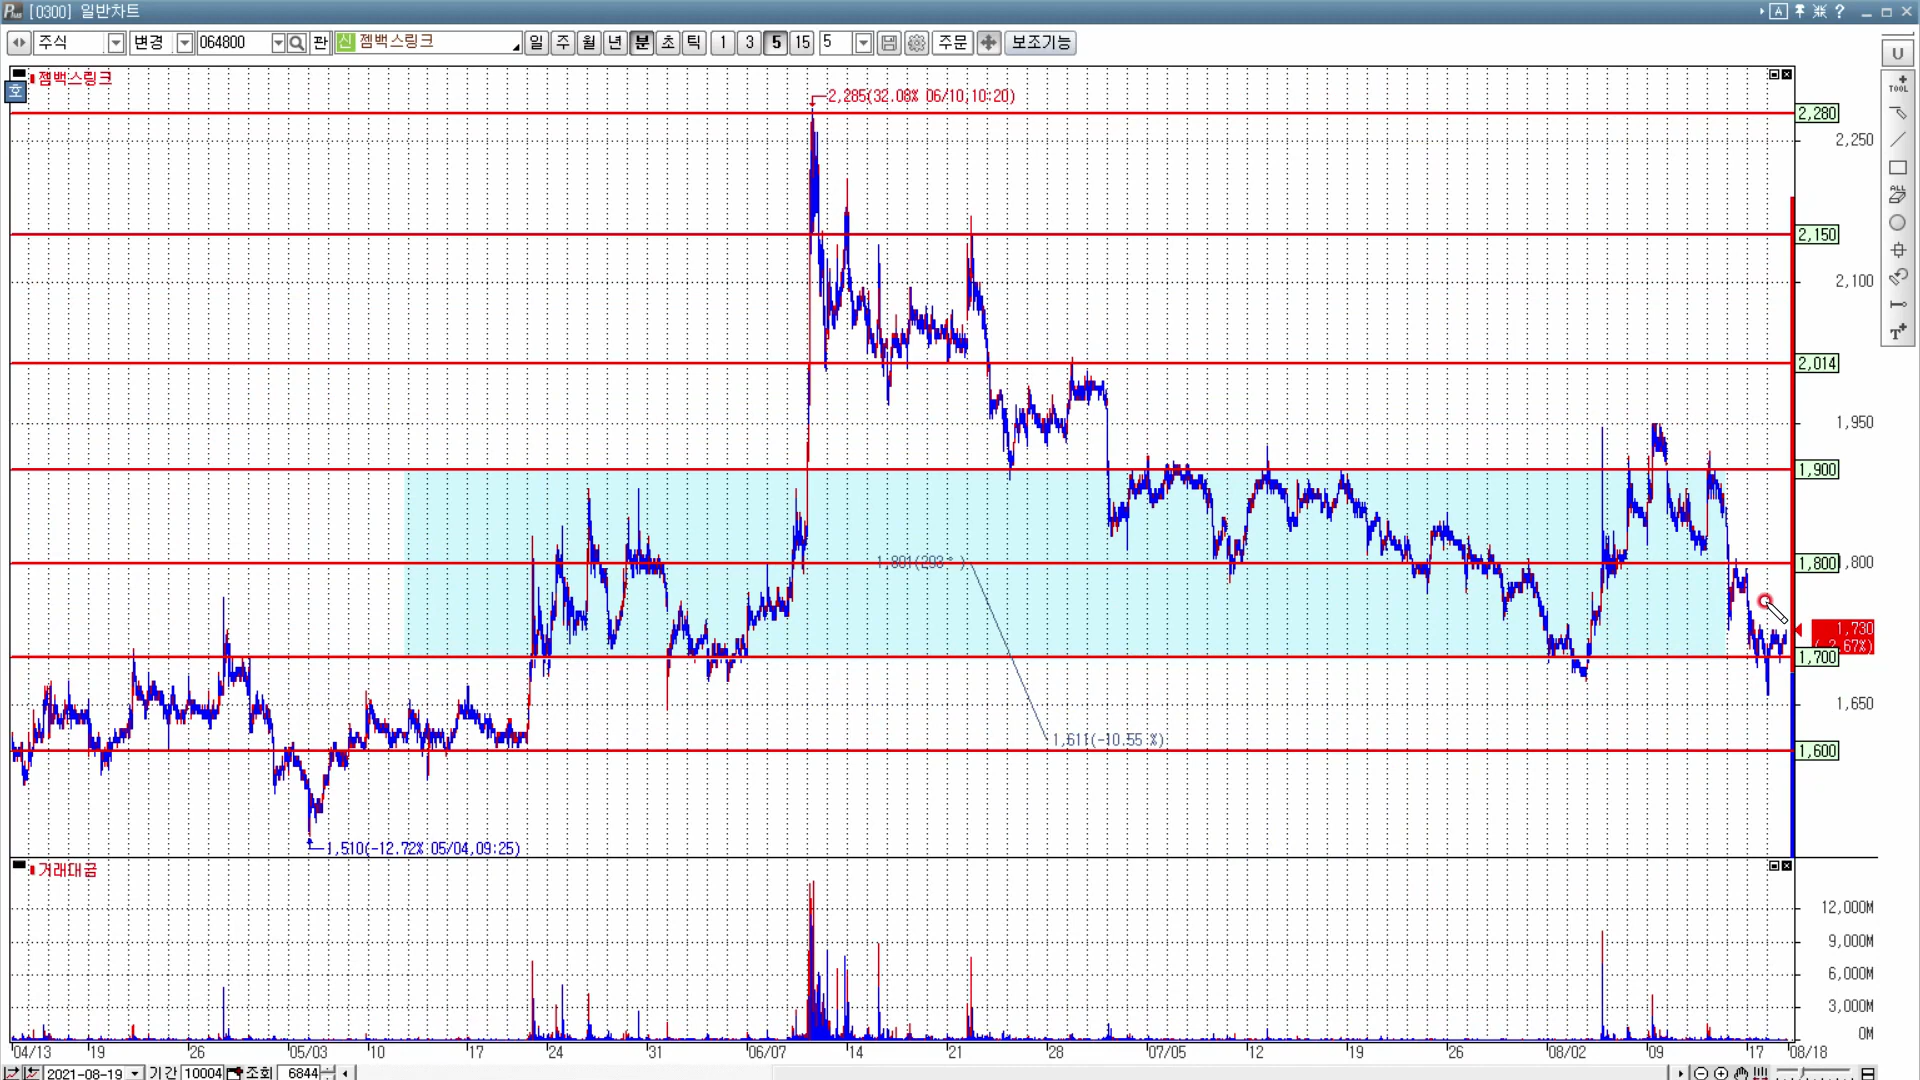 [0300] 일반차트
A ?
주식 변경 064800 판 신 젬백스링크 일 주 월 년 분 초 틱 1 3 5 15 5 주문 보조기능
U
젬백스링크
호
TOOL
ALL
T
2,285(32.08% 06/10,10:20)
2,280
2,250
2,150
2,100
2,014
1,950
1,900
1,800
1,730
1,700
1,650
1,611(-10.55 %)
1,600
1,510(-12.72% 05/04,09:25)
거래대금
12,000M
9,000M
6,000M
3,000M
0M
04/13 19 26 05/03 10 17 24 31 06/07 14 21 28 07/05 12 19 26 08/02 09 17 08/18
2021-08-19 기간 10004 조회 6844